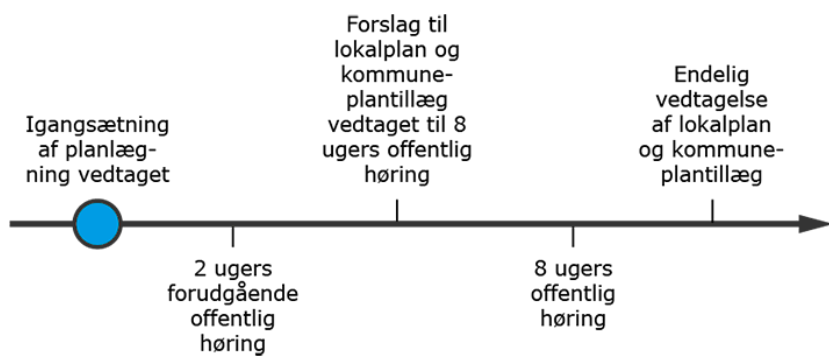 Igangsætning
af planlæg-
ning vedtaget
2 ugers
forudgående
offentlig
høring
Forslag til
lokalplan og
kommune-
plantillæg
vedtaget til 8
ugers offentlig
høring
8 ugers
offentlig
høring
Endelig
vedtagelse
af lokalplan
og kommune-
plantillæg